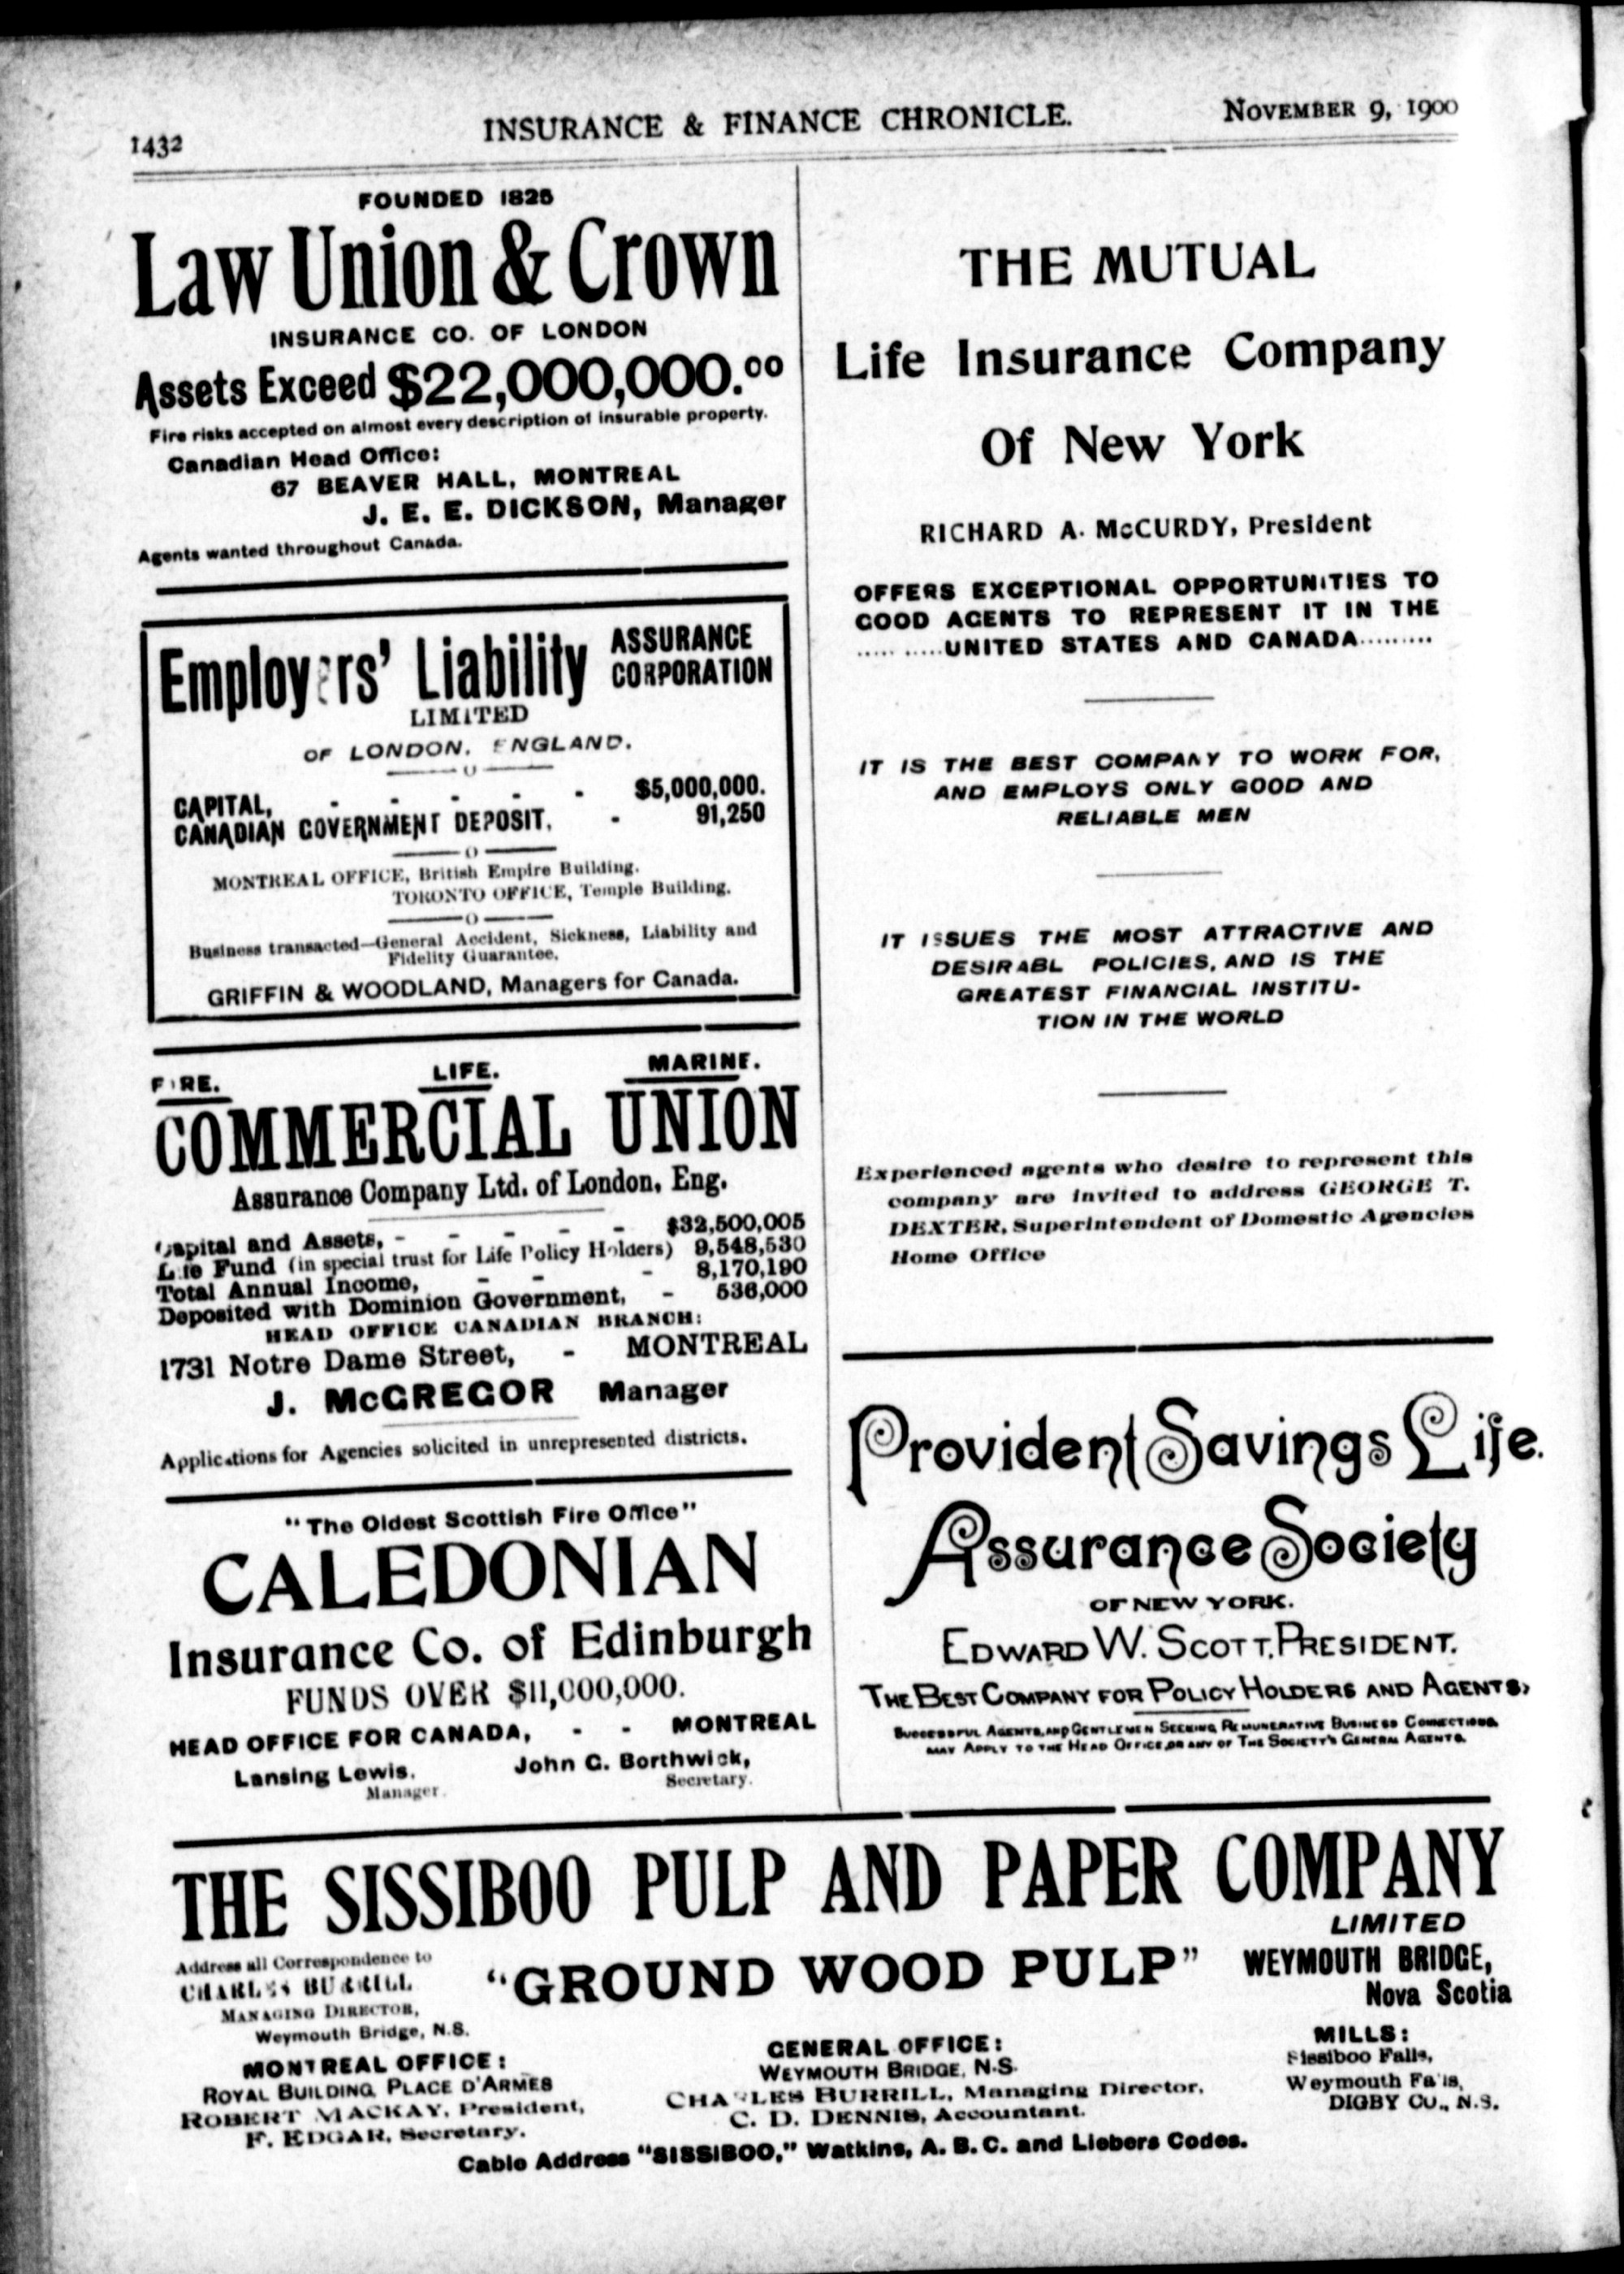 1432
INSURANCE & FINANCE CHRONICLE.
NOVEMBER 9, 1900
FOUNDED 1825
Law Union & Crown
INSURANCE CO. OF LONDON
Assets Exceed $22,000,000.00
Fire risks accepted on almost every description of insurable property.
Canadian Head Office:
67 BEAVER HALL, MONTREAL
J. E. E. DICKSON, Manager
Agents wanted throughout Canada.
Employers' Liability ASSURANCE CORPORATION
LIMITED
OF LONDON, ENGLAND.
CAPITAL, - - - - - $5,000,000.
CANADIAN GOVERNMENT DEPOSIT, - 91,250
MONTREAL OFFICE, British Empire Building.
TORONTO OFFICE, Temple Building.
Business transacted—General Accident, Sickness, Liability and
Fidelity Guarantee.
GRIFFIN & WOODLAND, Managers for Canada.
FIRE. LIFE. MARINE.
COMMERCIAL UNION
Assurance Company Ltd. of London, Eng.
Capital and Assets, - - - - - $32,500,005
Life Fund (in special trust for Life Policy Holders) 9,548,530
Total Annual Income, - - - 8,170,190
Deposited with Dominion Government, - 536,000
HEAD OFFICE CANADIAN BRANCH:
1731 Notre Dame Street, - MONTREAL
J. McGREGOR Manager
Applications for Agencies solicited in unrepresented districts.
"The Oldest Scottish Fire Office"
CALEDONIAN
Insurance Co. of Edinburgh
FUNDS OVER $11,000,000.
HEAD OFFICE FOR CANADA, - - MONTREAL
Lansing Lewis, John G. Borthwick,
Manager. Secretary.
THE MUTUAL
Life Insurance Company
Of New York
RICHARD A. McCURDY, President
OFFERS EXCEPTIONAL OPPORTUNITIES TO
GOOD AGENTS TO REPRESENT IT IN THE
..........UNITED STATES AND CANADA.........
IT IS THE BEST COMPANY TO WORK FOR,
AND EMPLOYS ONLY GOOD AND
RELIABLE MEN
IT ISSUES THE MOST ATTRACTIVE AND
DESIRABL POLICIES, AND IS THE
GREATEST FINANCIAL INSTITU-
TION IN THE WORLD
Experienced agents who desire to represent this
company are invited to address GEORGE T.
DEXTER, Superintendent of Domestic Agencies
Home Office
Provident Savings Life
Assurance Society
OF NEW YORK.
EDWARD W. SCOTT, PRESIDENT.
THE BEST COMPANY FOR POLICY HOLDERS AND AGENTS,
SUCCESSFUL AGENTS, AND GENTLEMEN SEEKING REMUNERATIVE BUSINESS CONNECTIONS,
MAY APPLY TO THE HEAD OFFICE, OR ANY OF THE SOCIETY'S GENERAL AGENTS.
THE SISSIBOO PULP AND PAPER COMPANY
LIMITED
Address all Correspondence to
CHARLES BURRILL
MANAGING DIRECTOR,
Weymouth Bridge, N.S.
"GROUND WOOD PULP"
WEYMOUTH BRIDGE,
Nova Scotia
MONTREAL OFFICE:
ROYAL BUILDING, PLACE D'ARMES
ROBERT MACKAY, President,
F. EDGAR, Secretary.
GENERAL OFFICE:
WEYMOUTH BRIDGE, N.S.
CHARLES BURRILL, Managing Director.
C. D. DENNIS, Accountant.
MILLS:
Sissiboo Falls,
Weymouth Falls,
DIGBY CO., N.S.
Cable Address "SISSIBOO," Watkins, A. B. C. and Liebers Codes.